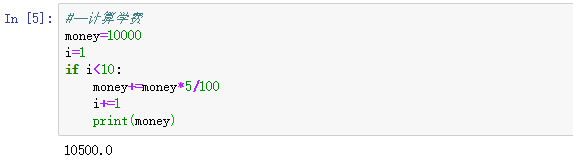 In [5]: #—计算学费
money=10000
i=1
if i<10:
    money+=money*5/100
    i+=1
    print(money)
10500.0